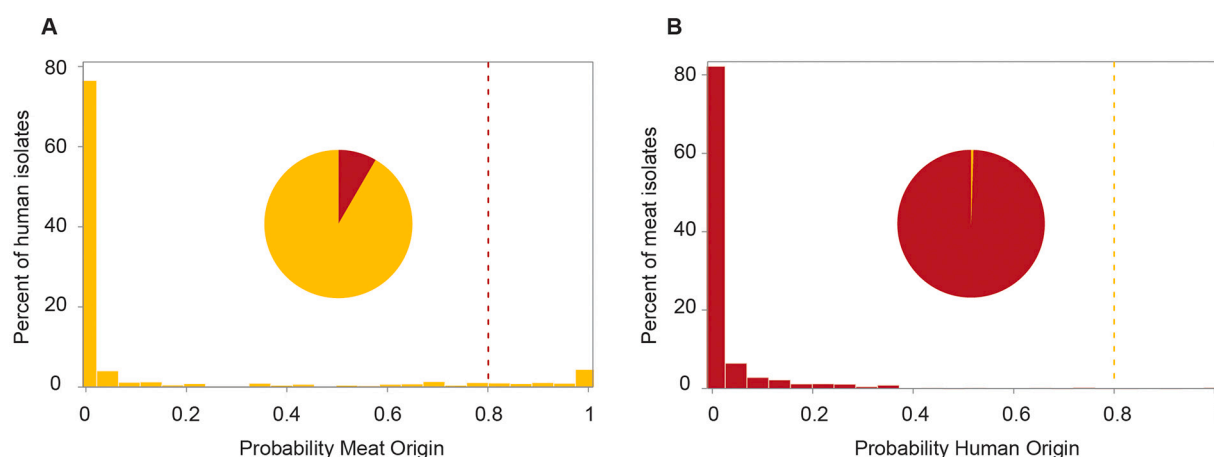 A
Percent of human isolates
80
60
40
20
0
0 0.2 0.4 0.6 0.8 1
Probability Meat Origin
B
Percent of meat isolates
80
60
40
20
0
0 0.2 0.4 0.6 0.8
Probability Human Origin